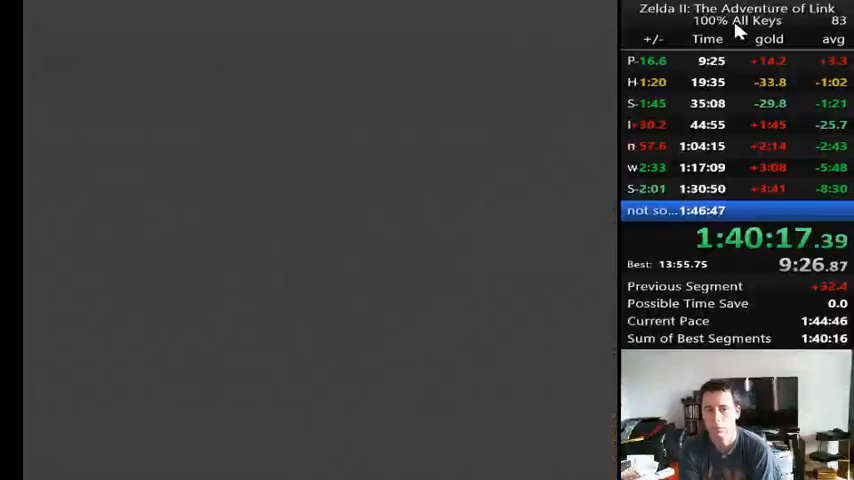 Zelda II: The Adventure of Link
100% All Keys 83
+/- Time gold avg
P-16.6 9:25 +14.2 +3.3
H-1:20 19:35 -33.8 -1:02
S-1:45 35:08 -29.8 -1:21
I+30.2 44:55 +1:45 -25.7
n-57.6 1:04:15 +2:14 -2:43
w-2:33 1:17:09 +3:08 -5:48
S-2:01 1:30:50 +3:41 -8:30
not so... 1:46:47
1:40:17.39
Best: 13:55.75 9:26.87
Previous Segment +32.4
Possible Time Save 0.0
Current Pace 1:44:46
Sum of Best Segments 1:40:16